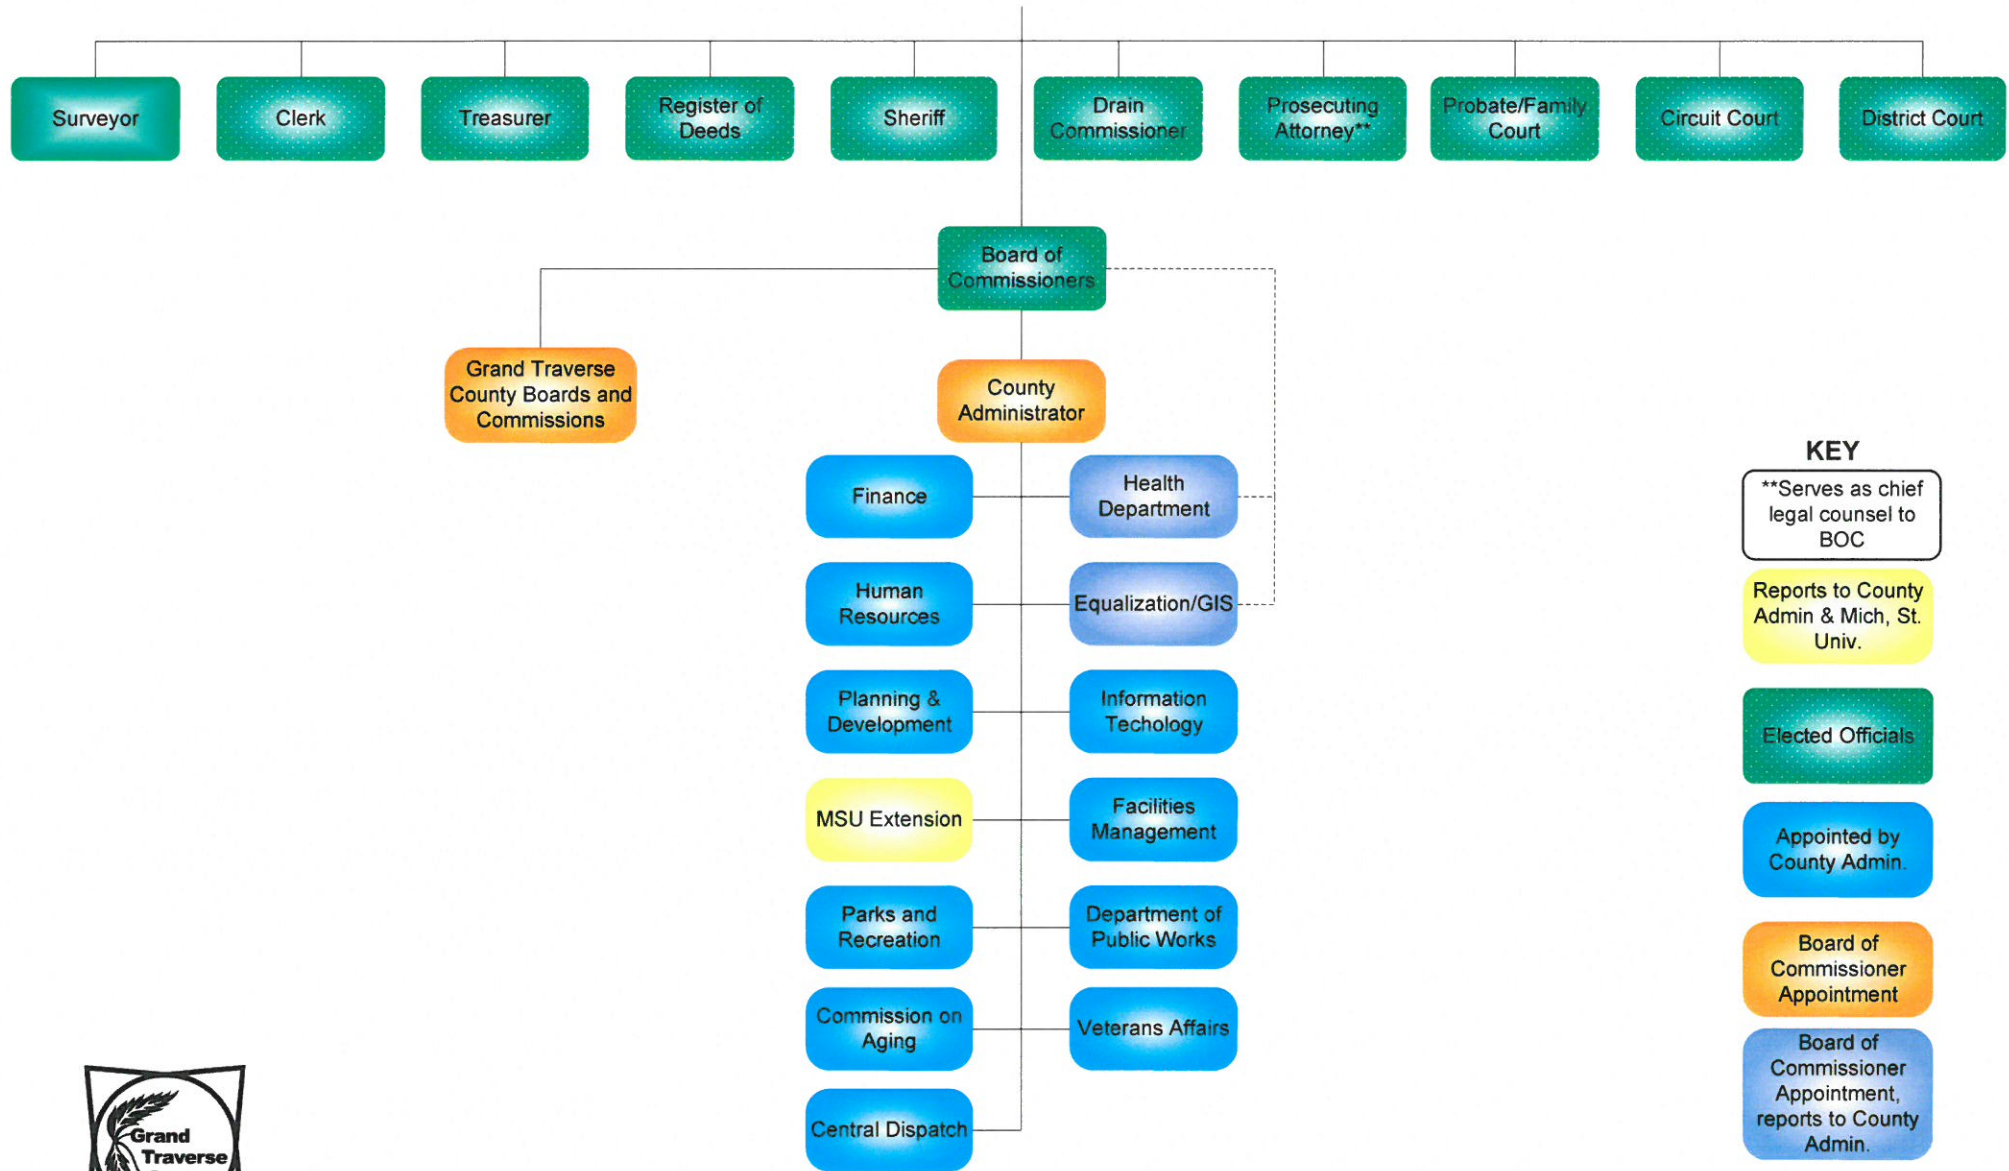 Surveyor
Clerk
Treasurer
Register of
Deeds
Sheriff
Drain
Commissioner
Prosecuting
Attorney**
Probate/Family
Court
Circuit Court
District Court
Board of
Commissioners
Grand Traverse
County Boards and
Commissions
County
Administrator
Finance
Health
Department
Human
Resources
Equalization/GIS
Planning &
Development
Information
Techology
MSU Extension
Facilities
Management
Parks and
Recreation
Department of
Public Works
Commission on
Aging
Veterans Affairs
Central Dispatch
KEY
**Serves as chief
legal counsel to
BOC
Reports to County
Admin & Mich, St.
Univ.
Elected Officials
Appointed by
County Admin.
Board of
Commissioner
Appointment
Board of
Commissioner
Appointment,
reports to County
Admin.
Grand
Traverse